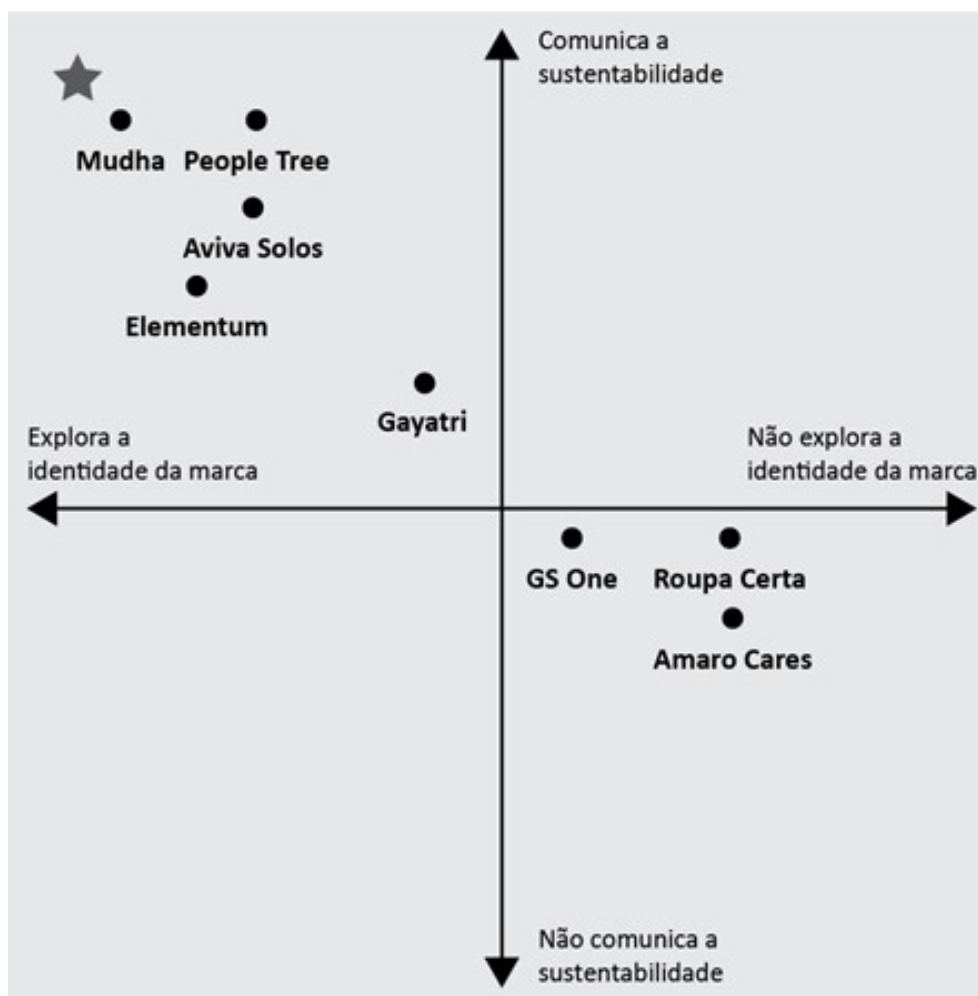 Comunica a
sustentabilidade
Mudha
People Tree
Aviva Solos
Elementum
Gayatri
Explora a
identidade da marca
Não explora a
identidade da marca
GS One
Roupa Certa
Amaro Cares
Não comunica a
sustentabilidade